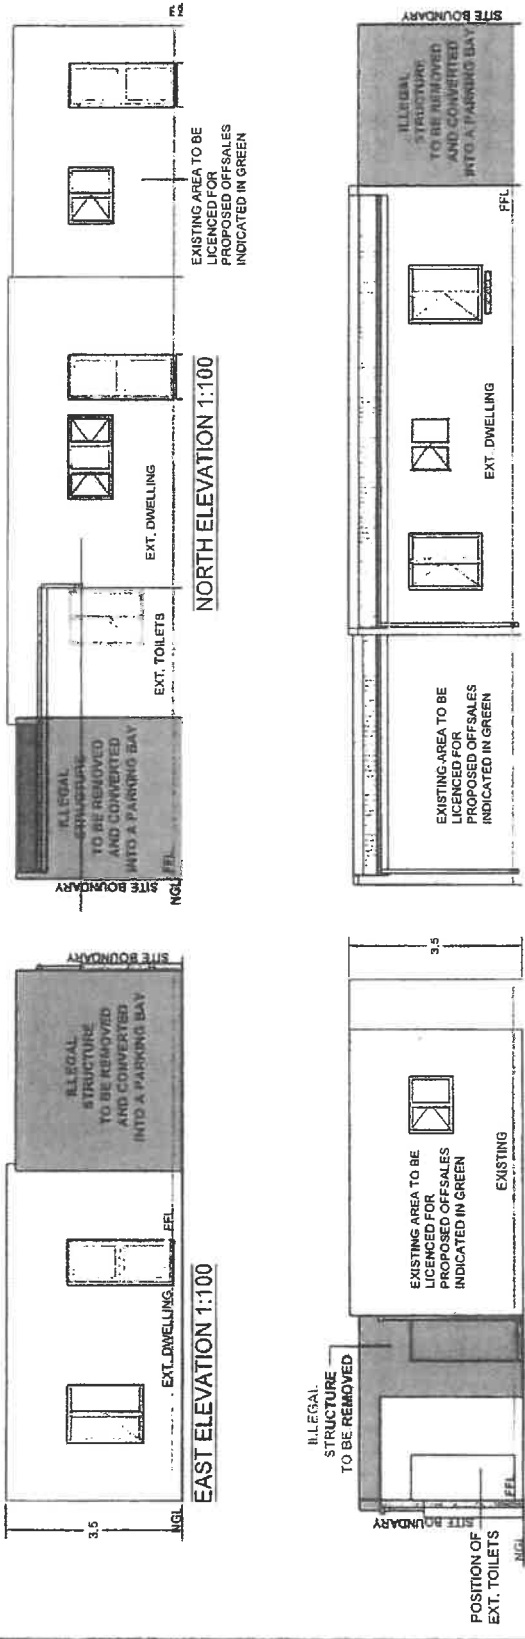 3.5
NGL
EXT. DWELLING
FFL
ILLEGAL
STRUCTURE
TO BE REMOVED
AND CONVERTED
INTO A PARKING BAY
SITE BOUNDARY
EAST ELEVATION 1:100
SITE BOUNDARY
NGL
FFL
ILLEGAL
STRUCTURE
TO BE REMOVED
AND CONVERTED
INTO A PARKING BAY
EXT. TOILETS
EXT. DWELLING
EXISTING AREA TO BE
LICENCED FOR
PROPOSED OFFSALES
INDICATED IN GREEN
NORTH ELEVATION 1:100
POSITION OF
EXT. TOILETS
NGL
FFL
SITE BOUNDARY
ILLEGAL
STRUCTURE
TO BE REMOVED
EXISTING AREA TO BE
LICENCED FOR
PROPOSED OFFSALES
INDICATED IN GREEN
EXISTING
3.5
EXISTING AREA TO BE
LICENCED FOR
PROPOSED OFFSALES
INDICATED IN GREEN
EXT. DWELLING
FFL
ILLEGAL
STRUCTURE
TO BE REMOVED
AND CONVERTED
INTO A PARKING BAY
SITE BOUNDARY